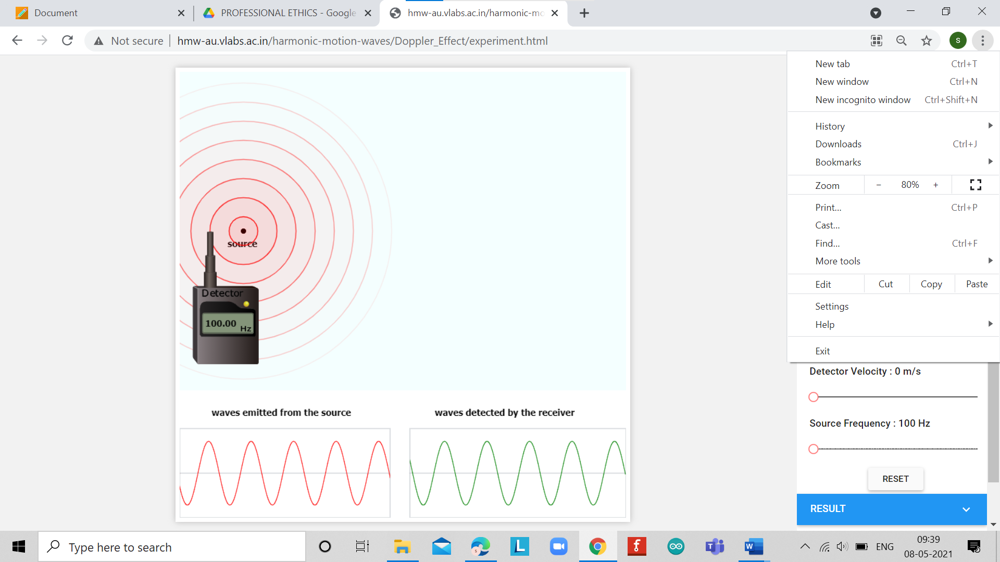 Document
PROFESSIONAL ETHICS - Google
hmw-au.vlabs.ac.in/harmonic-mo
Not secure
hmw-au.vlabs.ac.in/harmonic-motion-waves/Doppler_Effect/experiment.html
S
New tab Ctrl+T
New window Ctrl+N
New incognito window Ctrl+Shift+N
History
Downloads Ctrl+J
Bookmarks
Zoom - 80% +
Print... Ctrl+P
Cast...
Find... Ctrl+F
More tools
Edit Cut Copy Paste
Settings
Help
Exit
source
Detector
100.00 Hz
Detector Velocity : 0 m/s
Source Frequency : 100 Hz
RESET
RESULT
waves emitted from the source
waves detected by the receiver
Type here to search
S
L
f
T
W
ENG
09:39
08-05-2021